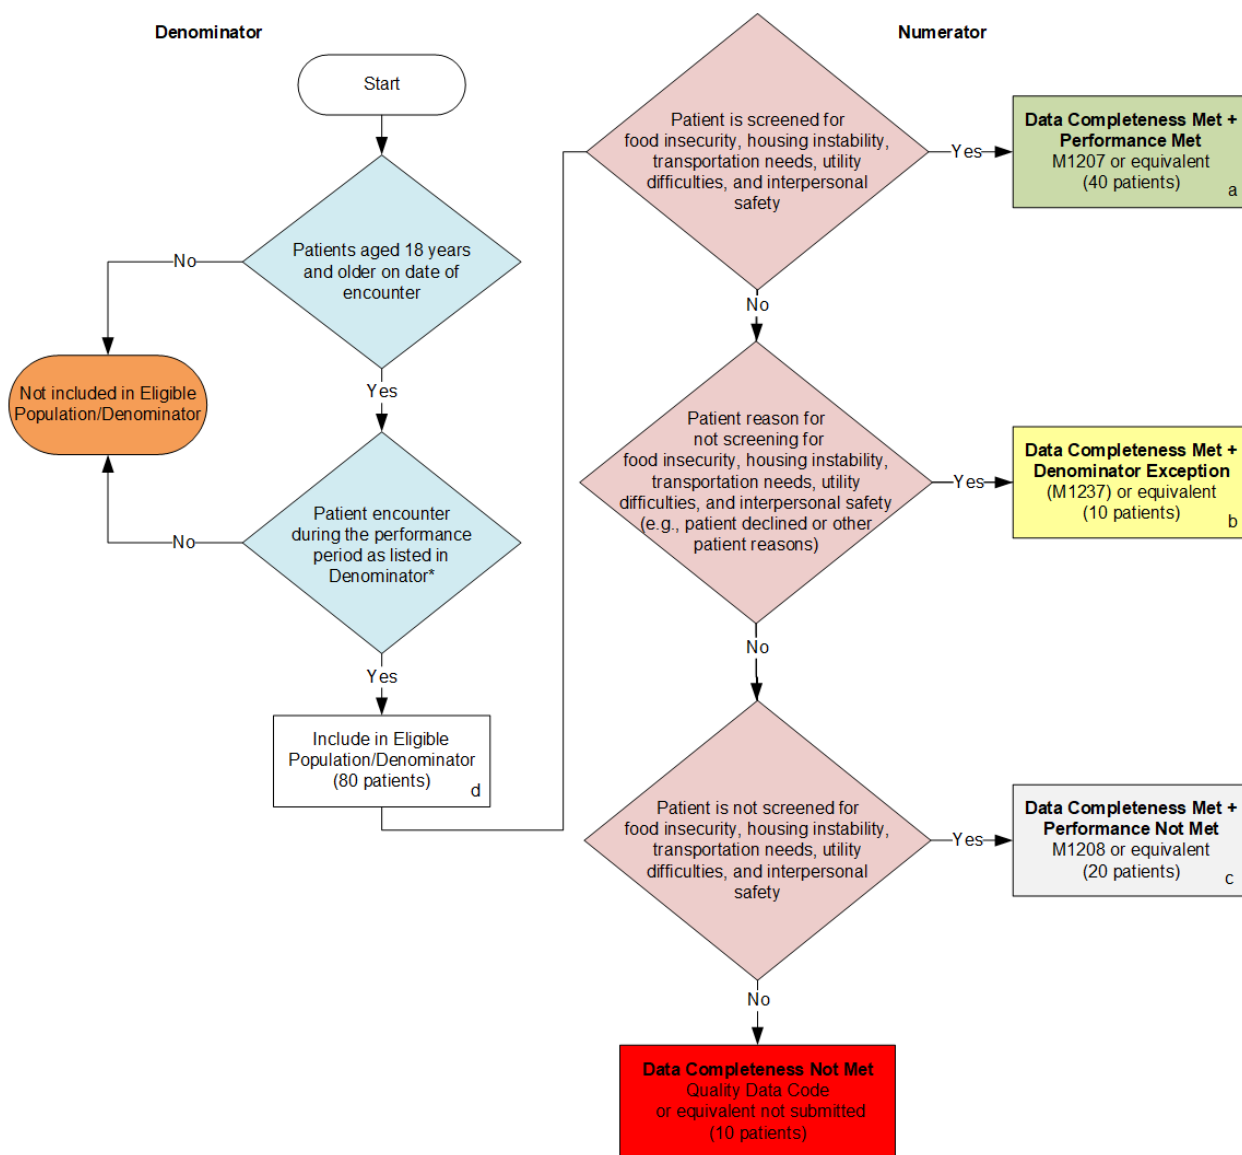 Denominator
Numerator
Start
Patients aged 18 years
and older on date of
encounter
No
Yes
Not included in Eligible
Population/Denominator
Patient encounter
during the performance
period as listed in
Denominator*
No
Yes
Include in Eligible
Population/Denominator
(80 patients)
d
Patient is screened for
food insecurity, housing instability,
transportation needs, utility
difficulties, and interpersonal
safety
Yes
Data Completeness Met +
Performance Met
M1207 or equivalent
(40 patients)
a
No
Patient reason for
not screening for
food insecurity, housing instability,
transportation needs, utility
difficulties, and interpersonal safety
(e.g., patient declined or other
patient reasons)
Yes
Data Completeness Met +
Denominator Exception
(M1237) or equivalent
(10 patients)
b
No
Patient is not screened for
food insecurity, housing instability,
transportation needs, utility
difficulties, and interpersonal
safety
Yes
Data Completeness Met +
Performance Not Met
M1208 or equivalent
(20 patients)
c
No
Data Completeness Not Met
Quality Data Code
or equivalent not submitted
(10 patients)